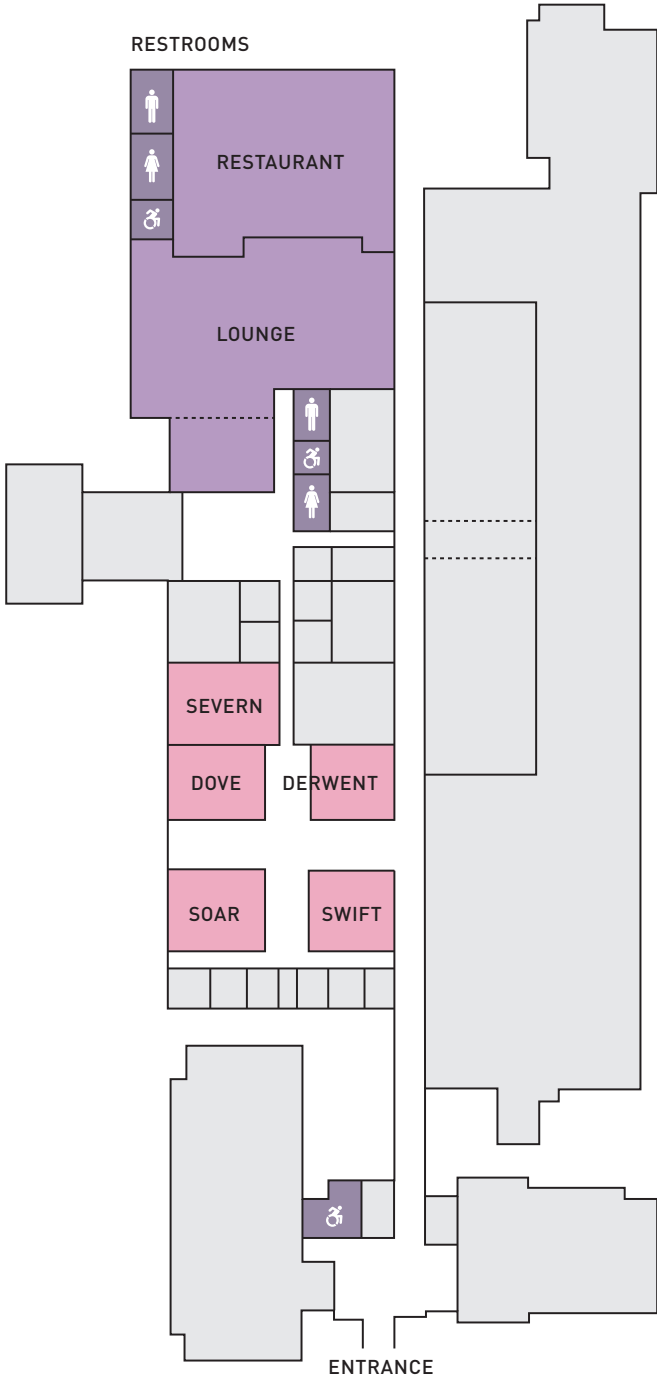 RESTROOMS
RESTAURANT
LOUNGE
SEVERN
DOVE
DERWENT
SOAR
SWIFT
ENTRANCE